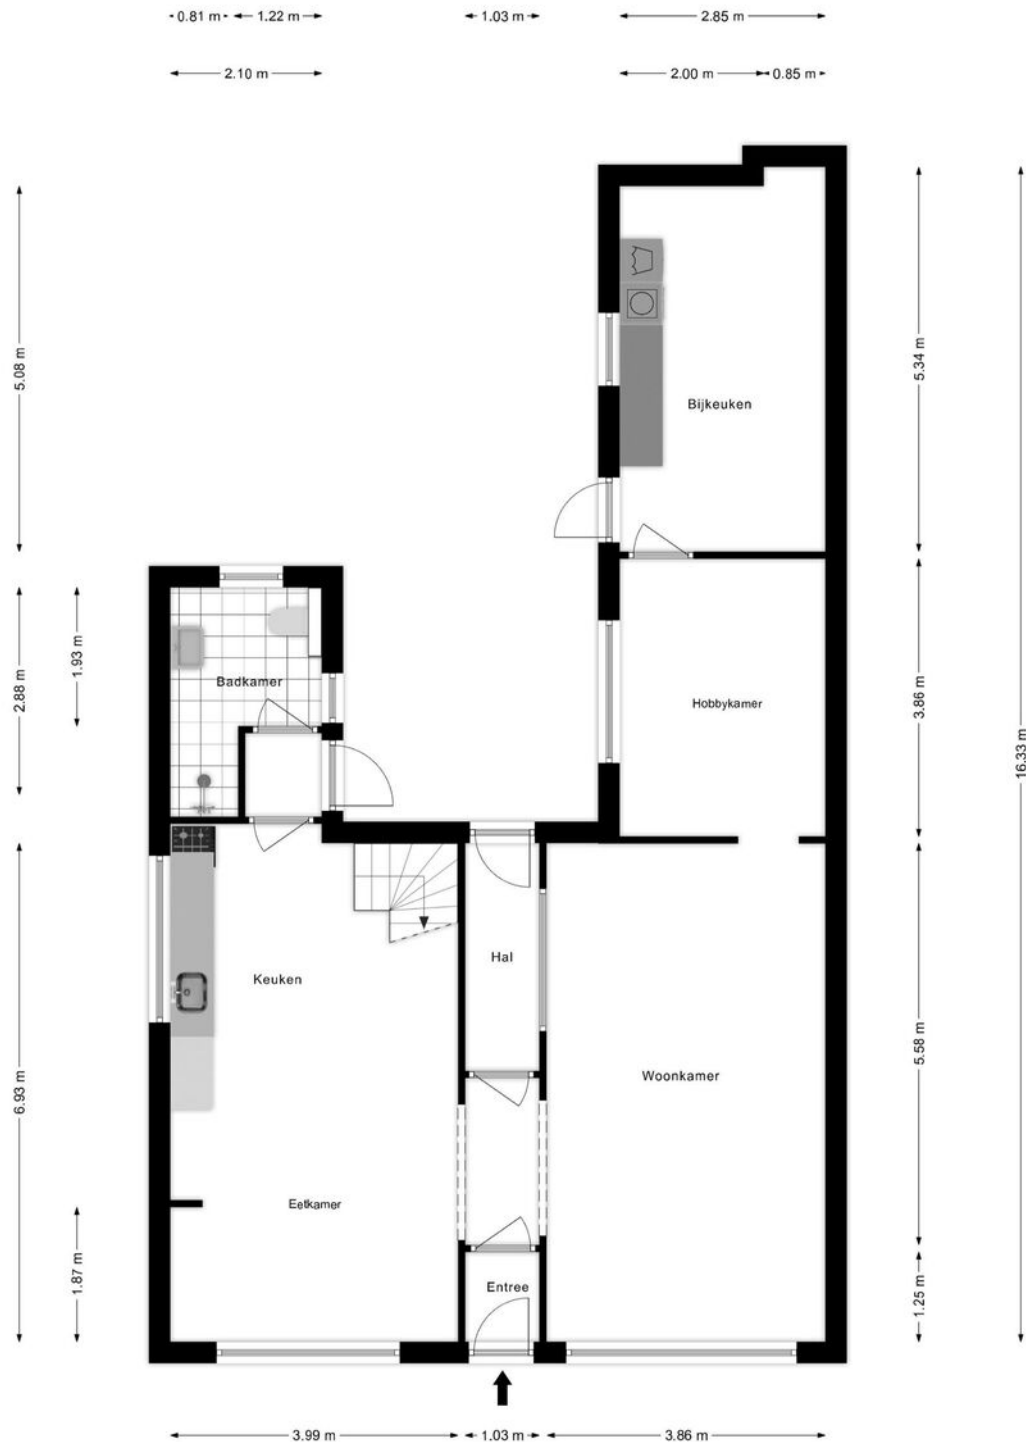 0.81 m
1.22 m
1.03 m
2.85 m
2.10 m
2.00 m
0.85 m
5.08 m
5.34 m
Bijkeuken
1.93 m
2.88 m
Badkamer
Hobbykamer
3.86 m
16.33 m
Hal
Keuken
5.58 m
Woonkamer
6.93 m
Eetkamer
1.87 m
Entree
1.25 m
3.99 m
1.03 m
3.86 m